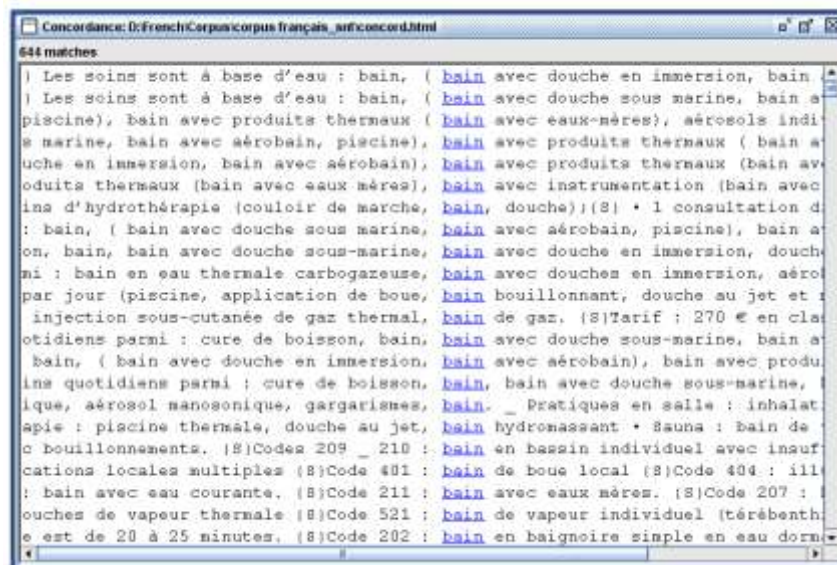 Concordance: D:\French\Corpus\corpus français_snt\concord.html
644 matches
) Les soins sont à base d'eau : bain, ( bain avec douche en immersion, bain
) Les soins sont à base d'eau : bain, ( bain avec douche sous marine, bain a
piscine), bain avec produits thermaux ( bain avec eaux-mères), aérosols indi
s marine, bain avec aérobain, piscine), bain avec produits thermaux ( bain a
uche en immersion, bain avec aérobain), bain avec produits thermaux (bain av
oduits thermaux (bain avec eaux mères), bain avec instrumentation (bain avec
ins d'hydrothérapie (couloir de marche, bain, douche);{S} • 1 consultation d
: bain, ( bain avec douche sous marine, bain avec aérobain, piscine), bain a
on, bain, bain avec douche sous-marine, bain avec douche en immersion, douch
mi : bain en eau thermale carbogazeuse, bain avec douches en immersion, aéro
par jour (piscine, application de boue, bain bouillonnant, douche au jet et
injection sous-cutanée de gaz thermal, bain de gaz. {S}Tarif : 270 € en cla
otidiens parmi : cure de boisson, bain, bain avec douche sous-marine, bain a
bain, ( bain avec douche en immersion, bain avec aérobain), bain avec produ
ins quotidiens parmi : cure de boisson, bain, bain avec douche sous-marine,
ique, aérosol manosonique, gargarismes, bain. _ Pratiques en salle : inhalat
apie : piscine thermale, douche au jet, bain hydromassant • Sauna : bain de
c bouillonnements. {S}Codes 209 _ 210 : bain en bassin individuel avec insuf
cations locales multiples {S}Code 401 : bain de boue local {S}Code 404 : ill
: bain avec eau courante. {S}Code 211 : bain avec eaux mères. {S}Code 207 :
ouches de vapeur thermale {S}Code 521 : bain de vapeur individuel (térébenth
e est de 20 à 25 minutes. {S}Code 202 : bain en baignoire simple en eau dorm